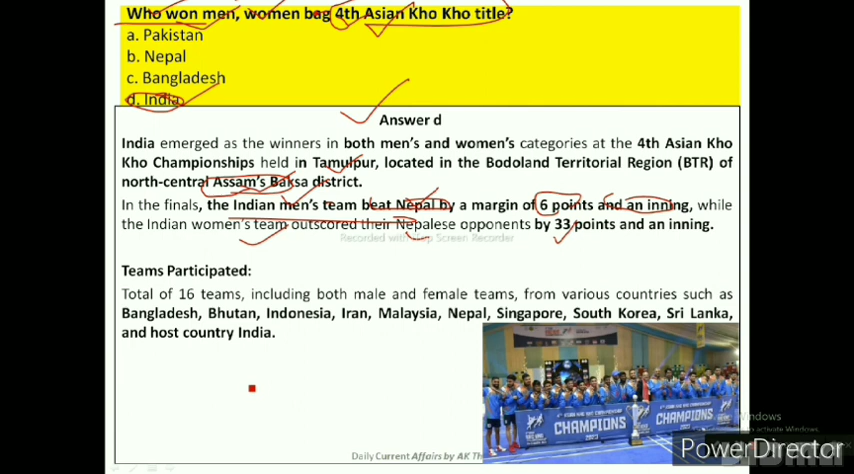 Who won men, women bag 4th Asian Kho Kho title?
a. Pakistan
b. Nepal
c. Bangladesh
d. India
Answer d
India emerged as the winners in both men's and women's categories at the 4th Asian Kho
Kho Championships held in Tamulpur, located in the Bodoland Territorial Region (BTR) of
north-central Assam's Baksa district.
In the finals, the Indian men's team beat Nepal by a margin of 6 points and an inning, while
the Indian women's team outscored their Nepalese opponents by 33 points and an inning.
Teams Participated:
Total of 16 teams, including both male and female teams, from various countries such as
Bangladesh, Bhutan, Indonesia, Iran, Malaysia, Nepal, Singapore, South Korea, Sri Lanka,
and host country India.
CHAMPIONS
2023
CHAMPIONS
Daily Current Affairs by AK Th
PowerDirector